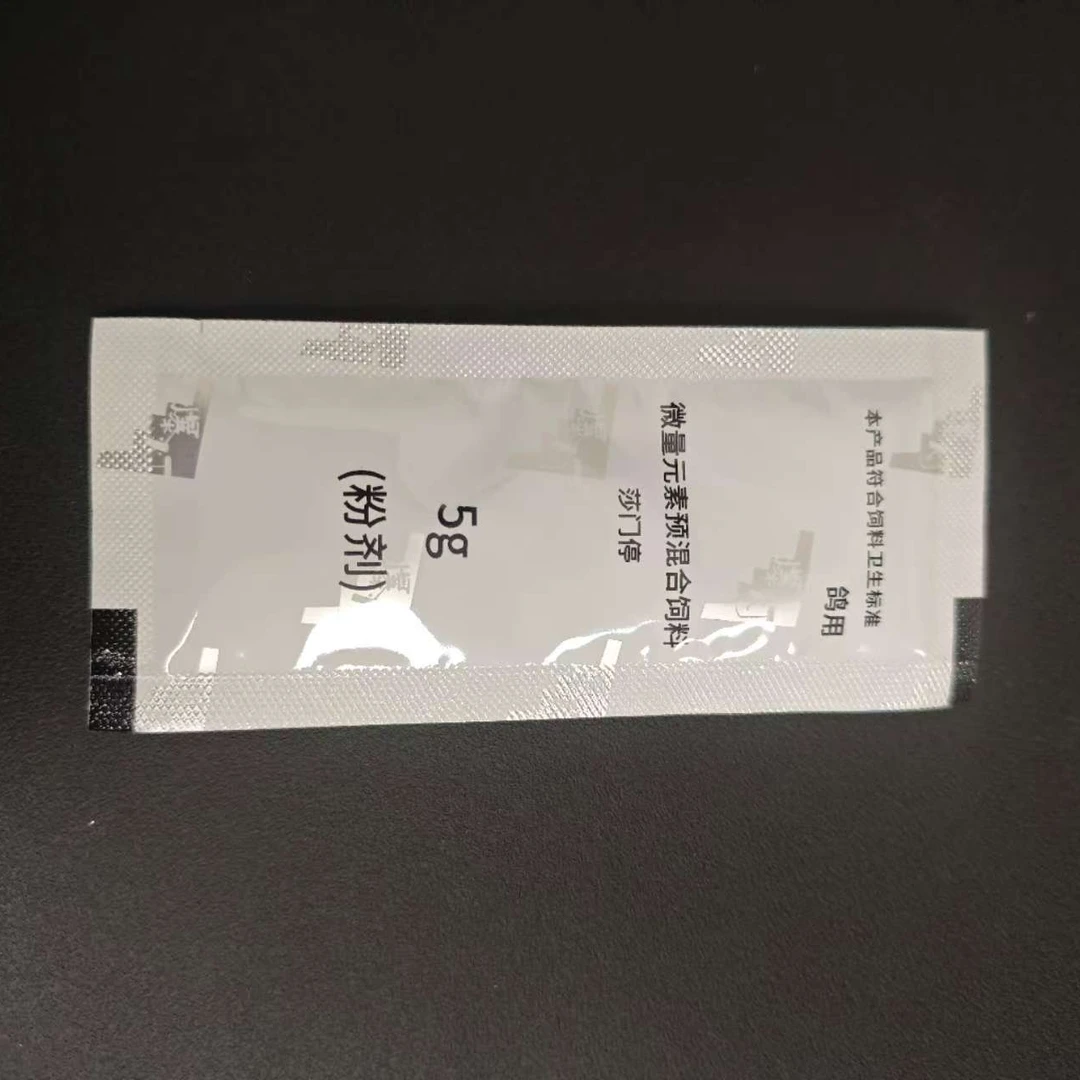 本产品符合饲料卫生标准
鸽用
微量元素预混合饲料
莎门停
5g
(粉剂)